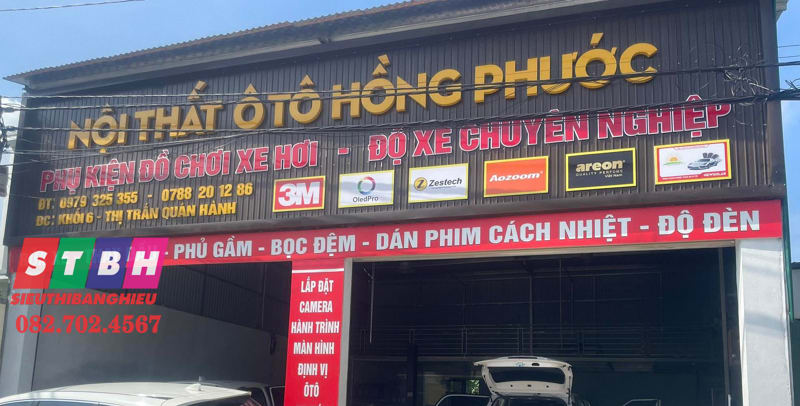 NỘI THẤT Ô TÔ HỒNG PHƯỚC
PHỤ KIỆN ĐỒ CHƠI XE HƠI - ĐỘ XE CHUYÊN NGHIỆP
ĐT: 0979 325 355 0788 20 12 86
ĐC: KHỐI 6 - THỊ TRẤN QUÁN HÀNH
3M
OledPro
Zestech
Aozoom
areon
QUALITY PERFUME
VIỆT NAM
PHỦ GẦM - BỌC ĐỆM - DÁN PHIM CÁCH NHIỆT - ĐỘ ĐÈN
STBH
SIEUTHIBANGHIEU
082.702.4567
LẮP ĐẶT
CAMERA
HÀNH TRÌNH
MÀN HÌNH
ĐỊNH VỊ
ÔTÔ